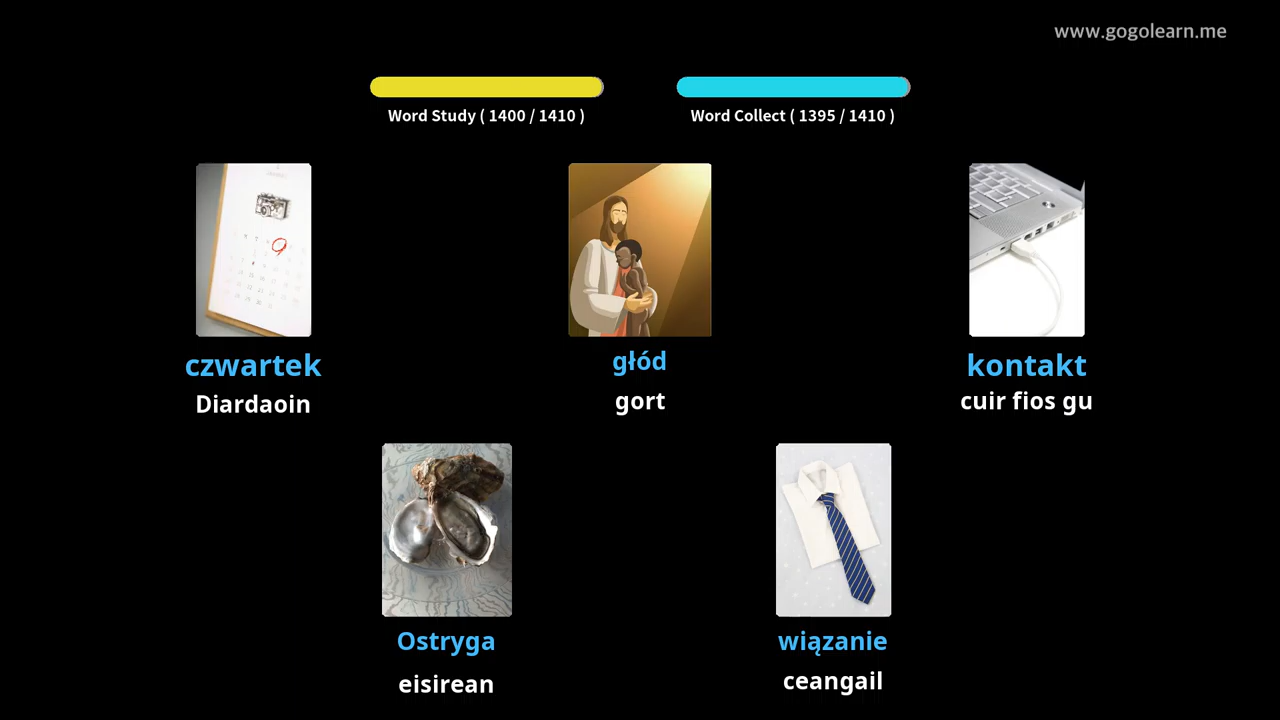 www.gogolearn.me
Word Study ( 1400 / 1410 )
Word Collect ( 1395 / 1410 )
czwartek
głód
kontakt
Diardaoin
gort
cuir fios gu
Ostryga
wiązanie
eisirean
ceangail